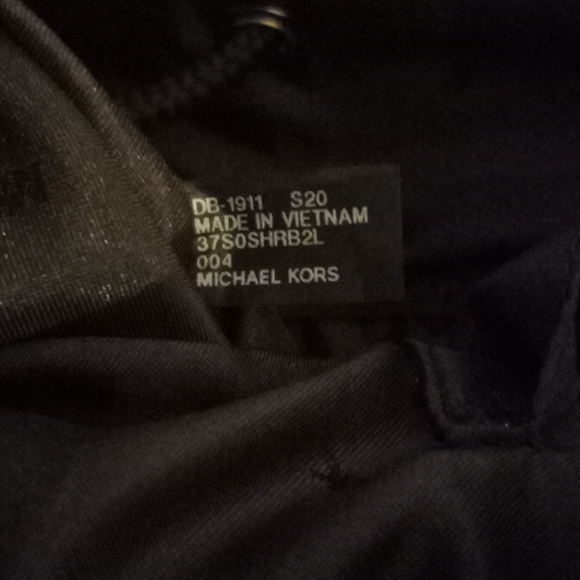 DB-1911 S20
MADE IN VIETNAM
37S0SHRB2L
004
MICHAEL KORS